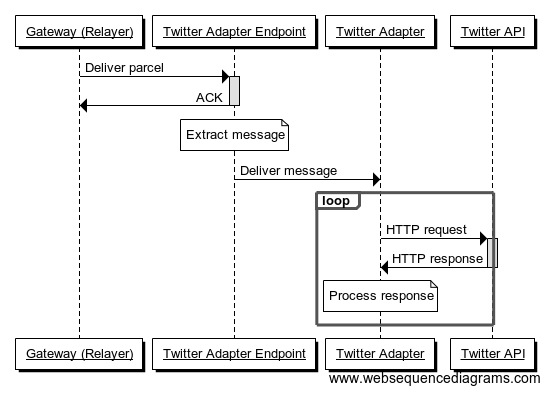 Gateway (Relayer)
Twitter Adapter Endpoint
Twitter Adapter
Twitter API
Deliver parcel
ACK
Extract message
Deliver message
loop
HTTP request
HTTP response
Process response
Gateway (Relayer)
Twitter Adapter Endpoint
Twitter Adapter
Twitter API
www.websequencediagrams.com